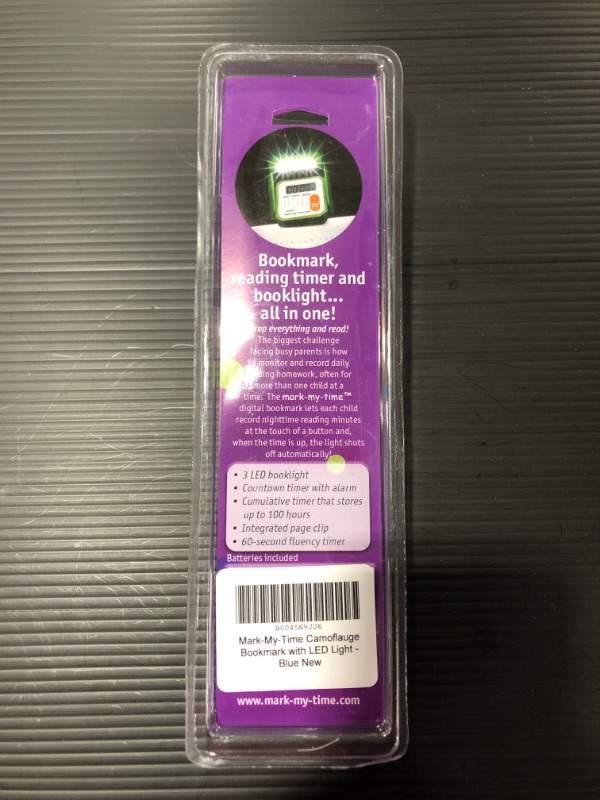 Bookmark,
reading timer and
booklight...
all in one!
Drop everything and read!
The biggest challenge
facing busy parents is how
to monitor and record daily
reading homework, often for
more than one child at a
time. The mark-my-time™
digital bookmark lets each child
record nighttime reading minutes
at the touch of a button and,
when the time is up, the light shuts
off automatically!
• 3 LED booklight
• Countown timer with alarm
• Cumulative timer that stores
up to 100 hours
• Integrated page clip
• 60-second fluency timer
Batteries included
B0045N9JJ6
Mark-My-Time Camoflauge
Bookmark with LED Light -
Blue New
www.mark-my-time.com